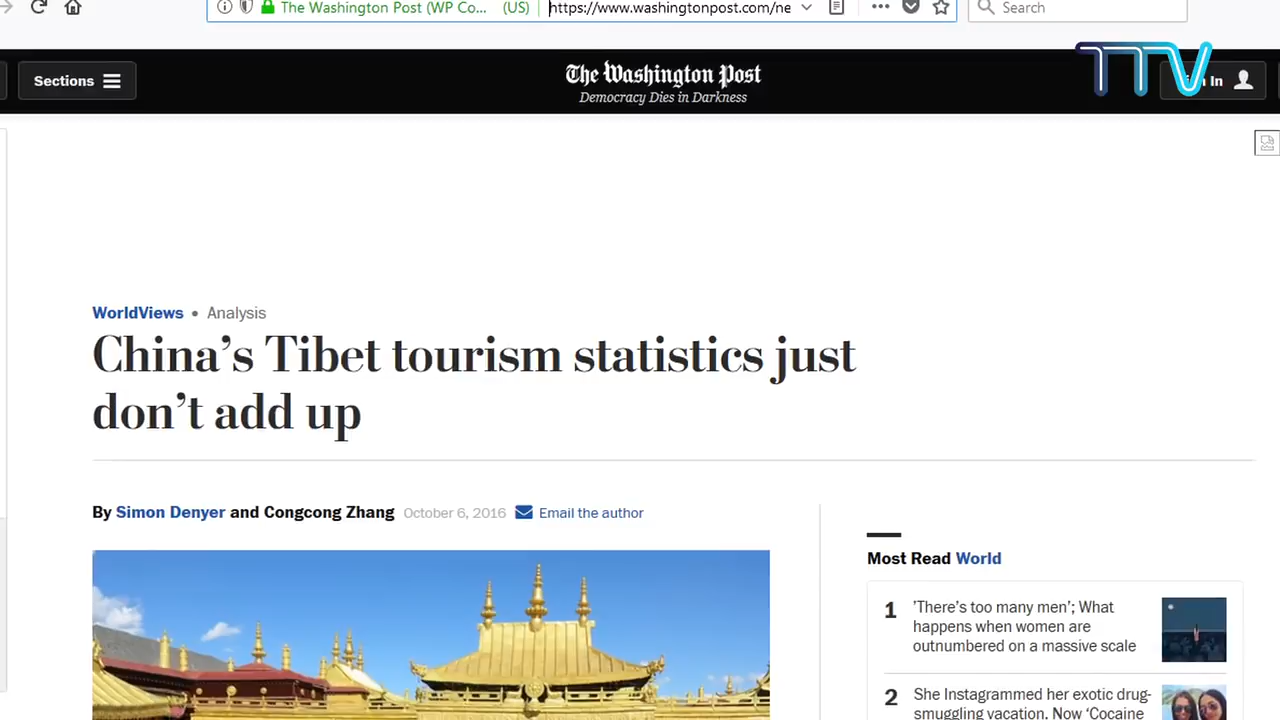 The Washington Post (WP Co... (US)
https://www.washingtonpost.com/ne
Search
TTV
Sections
The Washington Post
Democracy Dies in Darkness
In
WorldViews • Analysis
China's Tibet tourism statistics just
don't add up
By Simon Denyer and Congcong Zhang October 6, 2016 Email the author
Most Read World
1 'There's too many men'; What
happens when women are
outnumbered on a massive scale
2 She Instagrammed her exotic drug-
smuggling vacation. Now 'Cocaine